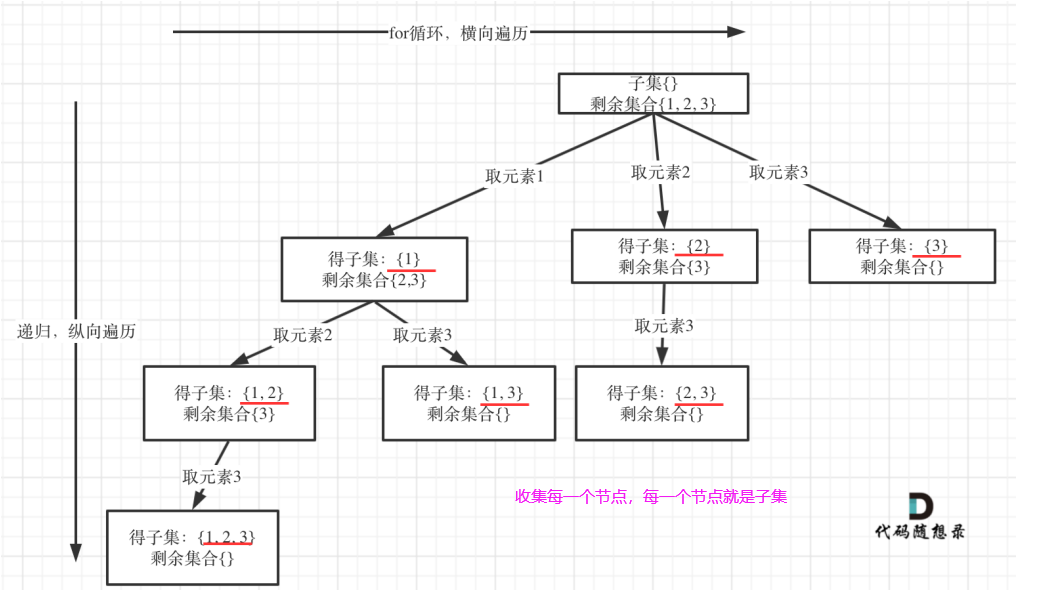 for循环，横向遍历
子集{}
剩余集合{1, 2, 3}
取元素1
取元素2
取元素3
得子集：{1}
剩余集合{2,3}
得子集：{2}
剩余集合{3}
得子集：{3}
剩余集合{}
递归，纵向遍历
取元素2
取元素3
取元素3
得子集：{1, 2}
剩余集合{3}
得子集：{1, 3}
剩余集合{}
得子集：{2, 3}
剩余集合{}
取元素3
收集每一个节点，每一个节点就是子集
得子集：{1, 2, 3}
剩余集合{}
代码随想录